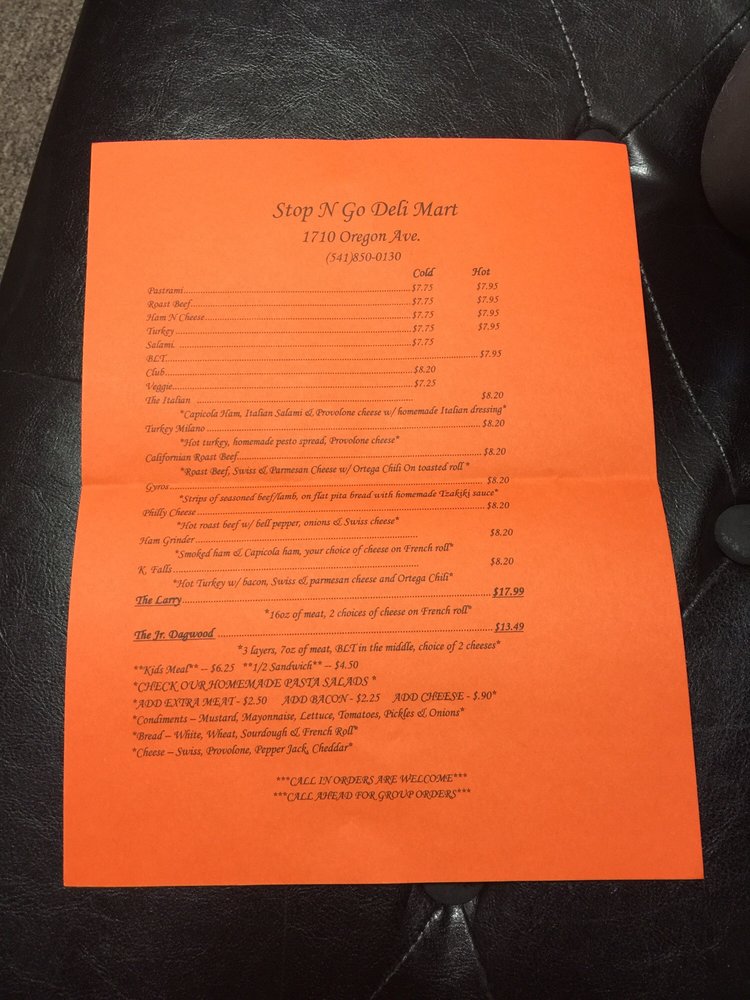 Stop N Go Deli Mart
1710 Oregon Ave.
(541)850-0130
Cold Hot
Pastrami....................$7.75 $7.95
Roast Beef....................$7.75 $7.95
Ham N Cheese....................$7.75 $7.95
Turkey....................$7.75 $7.95
Salami. ....................$7.75
BLT....................$7.95
Club....................$8.20
Veggie....................$7.25
The Italian .................... $8.20
*Capicola Ham, Italian Salami & Provolone cheese w/ homemade Italian dressing*
Turkey Milano ....................$8.20
*Hot turkey, homemade pesto spread, Provolone cheese*
Californian Roast Beef....................$8.20
*Roast Beef, Swiss & Parmesan Cheese w/ Ortega Chili On toasted roll *
Gyros....................$8.20
*Strips of seasoned beef/lamb, on flat pita bread with homemade Tzakiki sauce*
Philly Cheese ....................$8.20
*Hot roast beef w/ bell pepper, onions & Swiss cheese*
Ham Grinder.................... $8.20
*Smoked ham & Capicola ham, your choice of cheese on French roll*
K. Falls .................... $8.20
*Hot Turkey w/ bacon, Swiss & parmesan cheese and Ortega Chili*
The Larry....................$17.99
*16oz of meat, 2 choices of cheese on French roll*
The Jr. Dagwood ....................$13.49
*3 layers, 7oz of meat, BLT in the middle, choice of 2 cheeses*
**Kids Meal** -- $6.25 **1/2 Sandwich** -- $4.50
*CHECK OUR HOMEMADE PASTA SALADS *
*ADD EXTRA MEAT - $2.50 ADD BACON - $2.25 ADD CHEESE - $.90*
*Condiments – Mustard, Mayonnaise, Lettuce, Tomatoes, Pickles & Onions*
*Bread – White, Wheat, Sourdough & French Roll*
*Cheese – Swiss, Provolone, Pepper Jack, Cheddar*
***CALL IN ORDERS ARE WELCOME***
***CALL AHEAD FOR GROUP ORDERS***